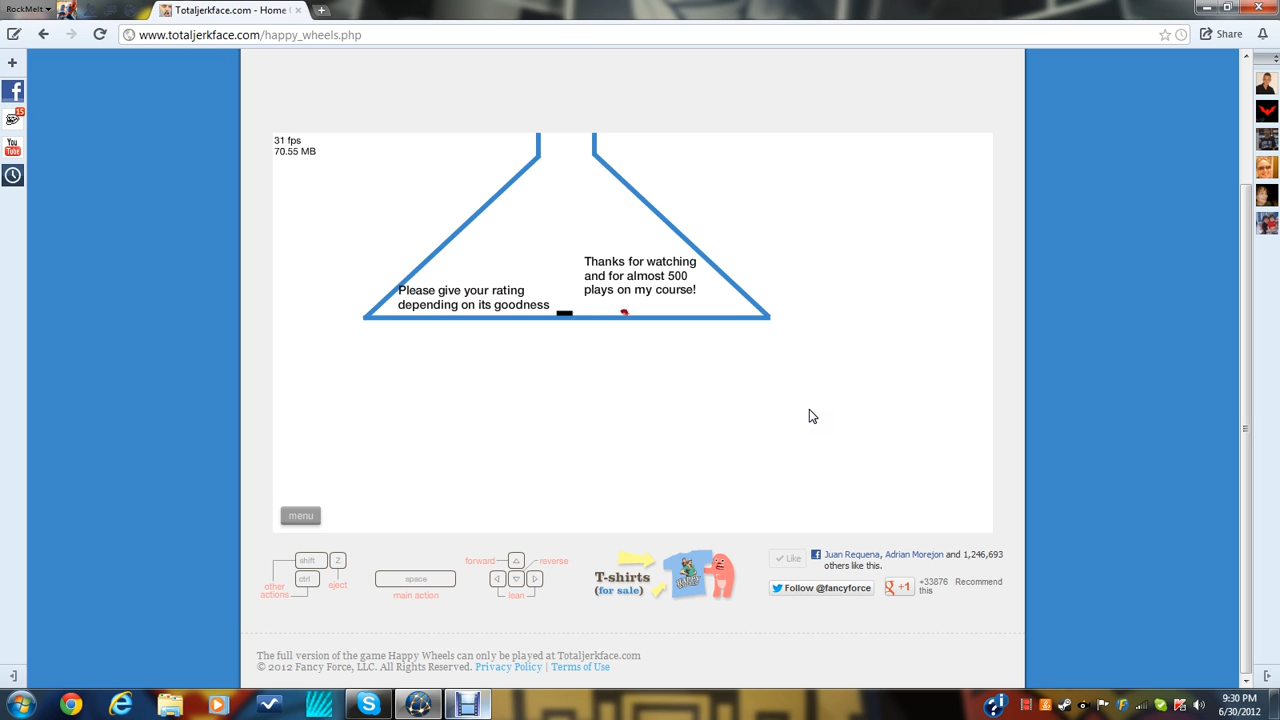 RockMelt
Totaljerkface.com - Home
www.totaljerkface.com/happy_wheels.php
Share
15
You
Tube
31 fps
70.55 MB
Thanks for watching
and for almost 500
plays on my course!
Please give your rating
depending on its goodness
menu
shift
Z
ctrl
other
actions
eject
space
main action
forward
reverse
lean
T-shirts
(for sale)
HAPPY
Like
Juan Requena, Adrian Morejon and 1,246,693
others like this.
Follow @fancyforce
+1
+33876 Recommend
this
The full version of the game Happy Wheels can only be played at Totaljerkface.com
© 2012 Fancy Force, LLC. All Rights Reserved. Privacy Policy | Terms of Use
9:30 PM
6/30/2012